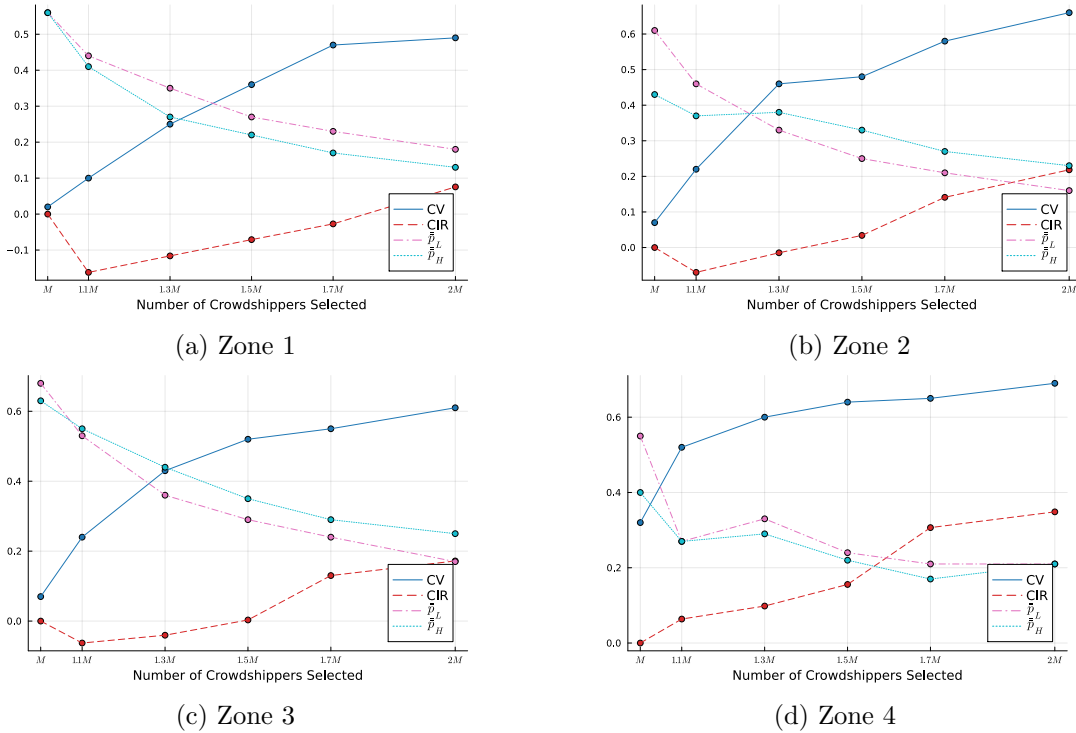 0.5
0.4
0.3
0.2
0.1
0.0
−0.1
M
1.1M
1.3M
1.5M
1.7M
2M
CV
CIR
p̿_L
p̿_H
Number of Crowdshippers Selected
(a) Zone 1
0.6
0.5
0.4
0.3
0.2
0.1
0.0
M
1.1M
1.3M
1.5M
1.7M
2M
CV
CIR
p̿_L
p̿_H
Number of Crowdshippers Selected
(b) Zone 2
0.6
0.4
0.2
0.0
M
1.1M
1.3M
1.5M
1.7M
2M
CV
CIR
p̿_L
p̿_H
Number of Crowdshippers Selected
(c) Zone 3
0.6
0.4
0.2
0.0
M
1.1M
1.3M
1.5M
1.7M
2M
CV
CIR
p̿_L
p̿_H
Number of Crowdshippers Selected
(d) Zone 4